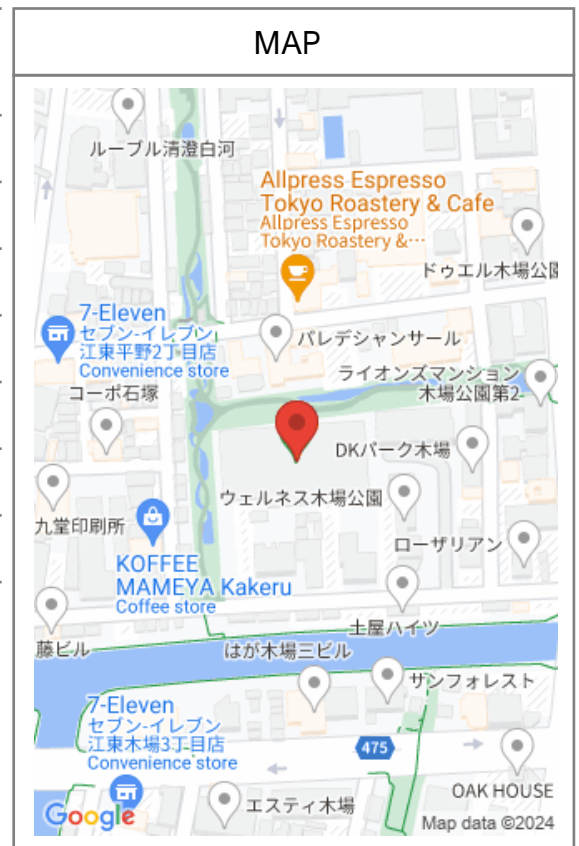 MAP
ルーブル清澄白河
Allpress Espresso
Tokyo Roastery & Cafe
Allpress Espresso
Tokyo Roastery &…
ドゥエル木場公園
7-Eleven
セブン-イレブン
江東平野2丁目店
Convenience store
パレデシャンサール
ライオンズマンション
木場公園第2
コーポ石塚
DKパーク木場
ウェルネス木場公園
九堂印刷所
ローザリアン
KOFFEE
MAMEYA Kakeru
Coffee store
土屋ハイツ
藤ビル
はが木場三ビル
サンフォレスト
7-Eleven
セブン-イレブン
江東木場3丁目店
Convenience store
475
OAK HOUSE
エスティ木場
Google
Map data ©2024